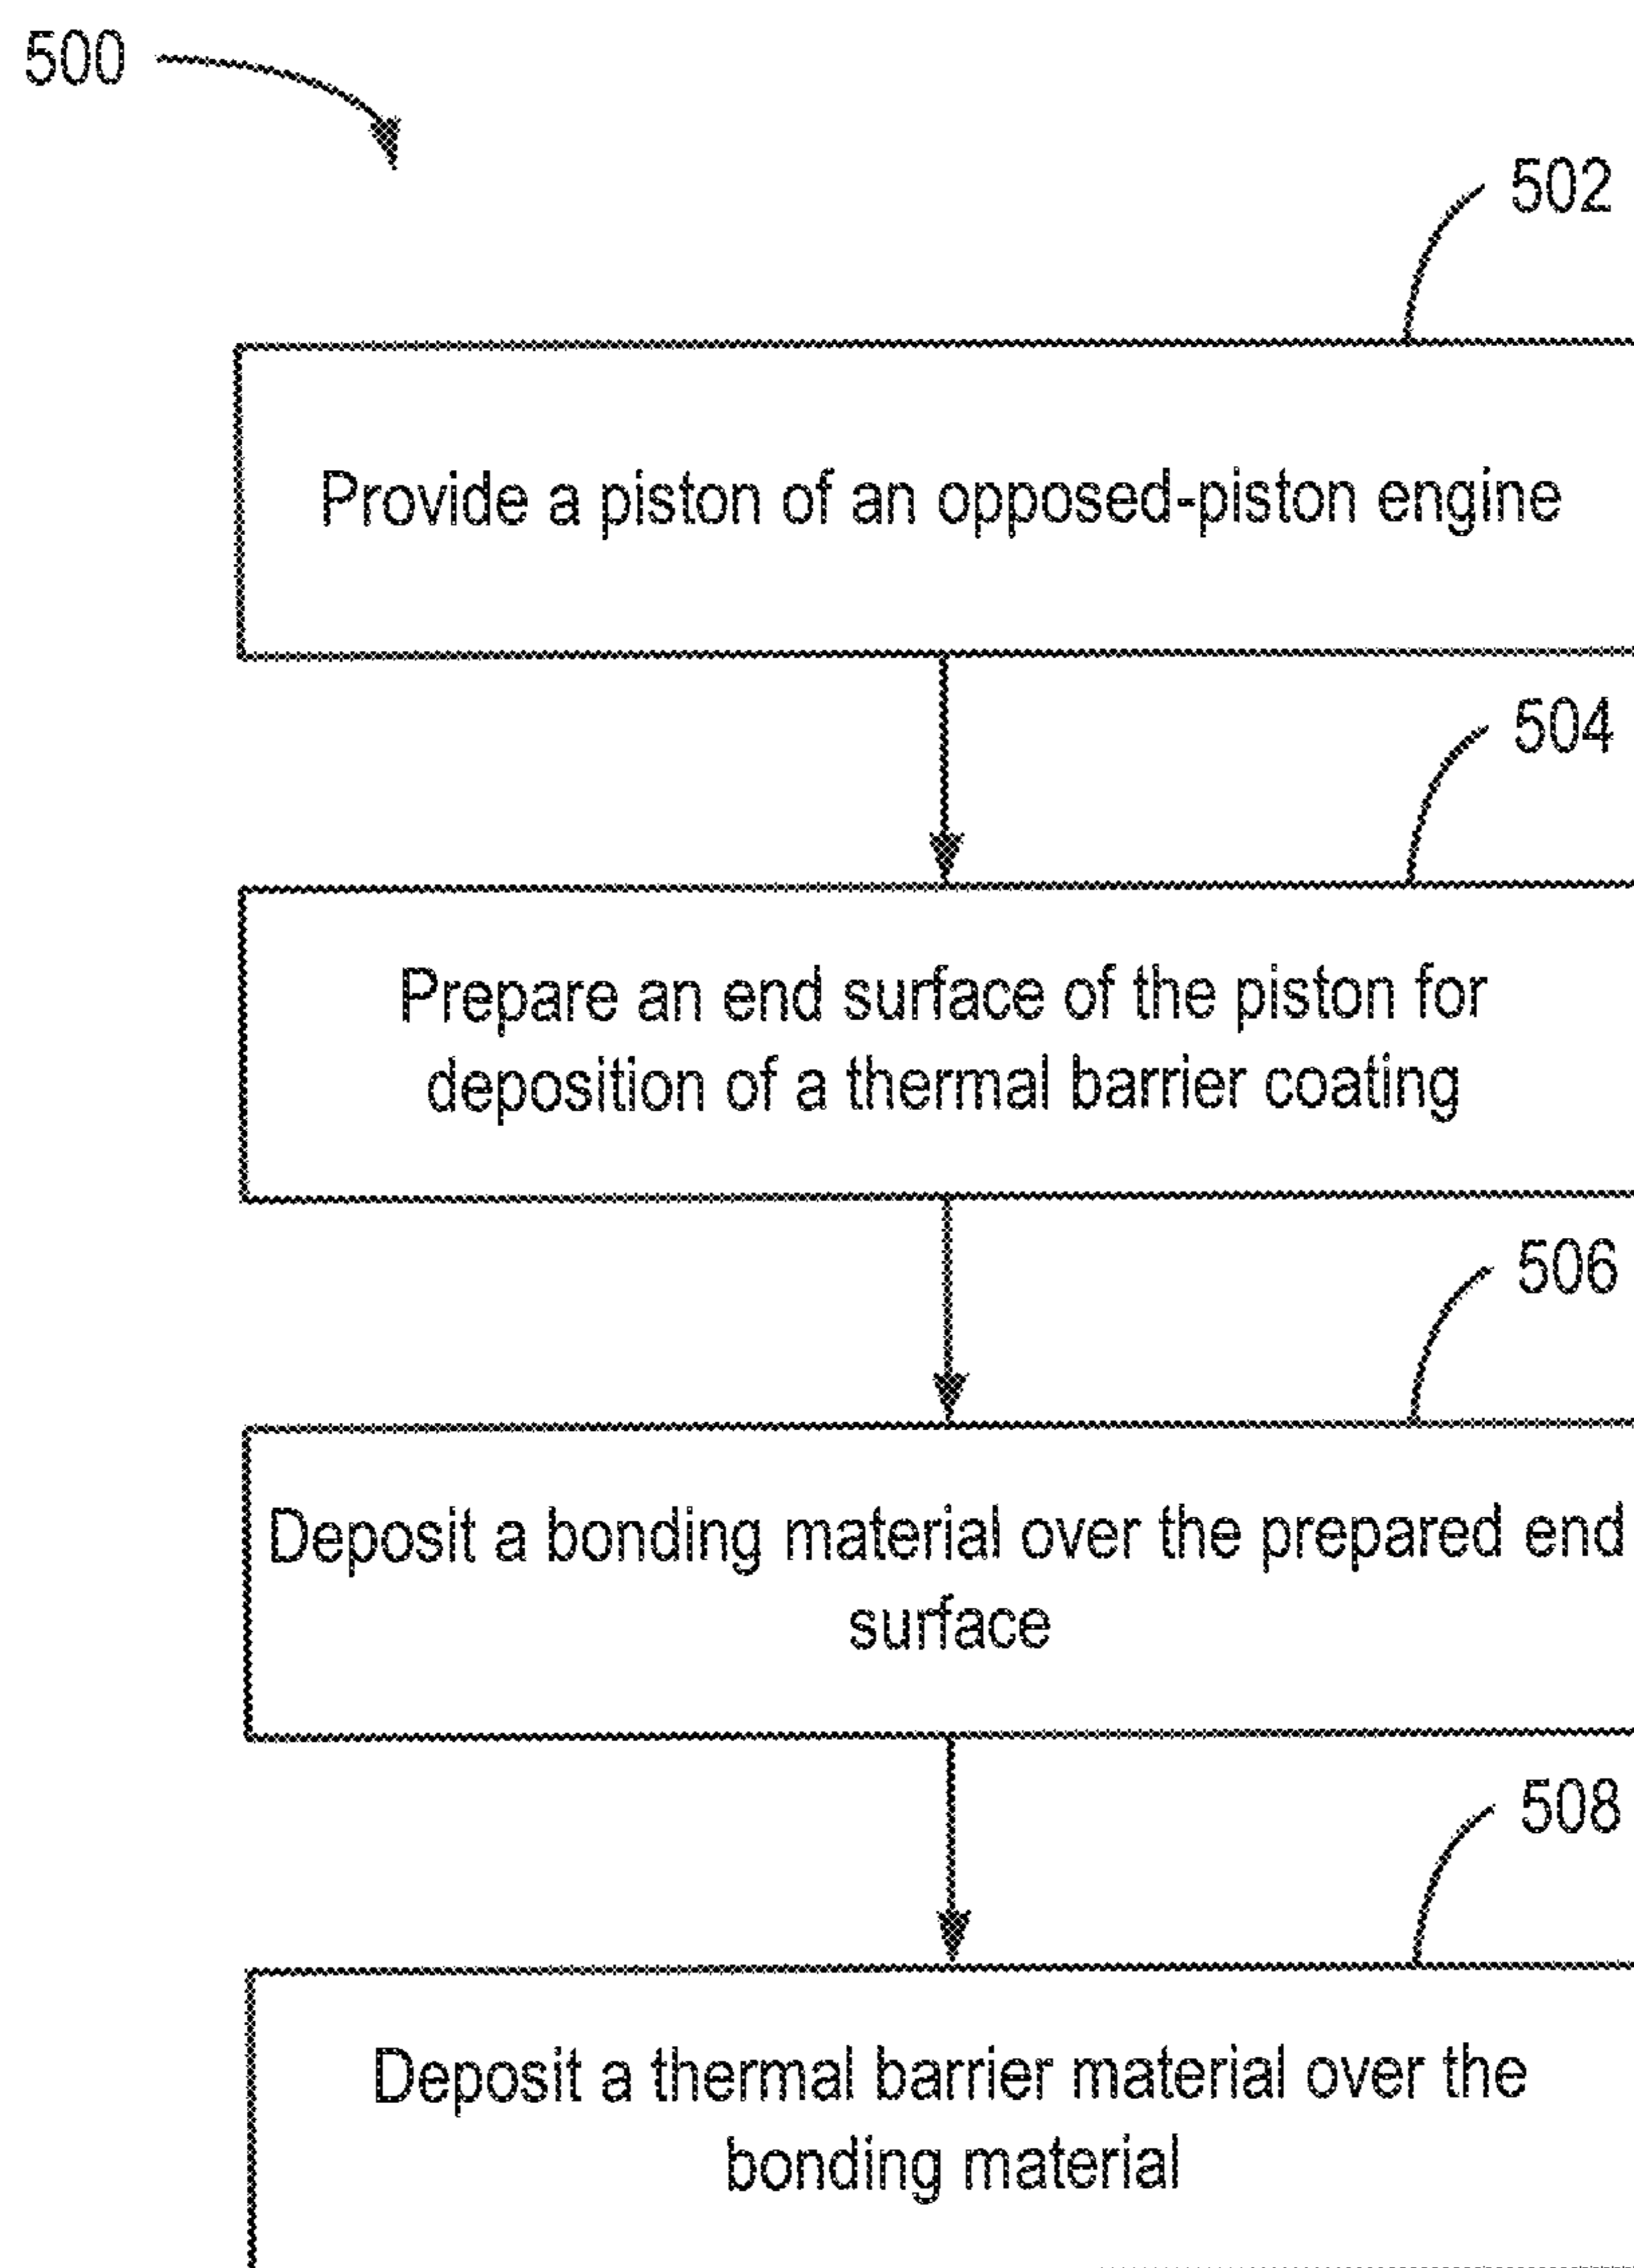 500
502
Provide a piston of an opposed-piston engine
504
Prepare an end surface of the piston for
deposition of a thermal barrier coating
506
Deposit a bonding material over the prepared end
surface
508
Deposit a thermal barrier material over the
bonding material